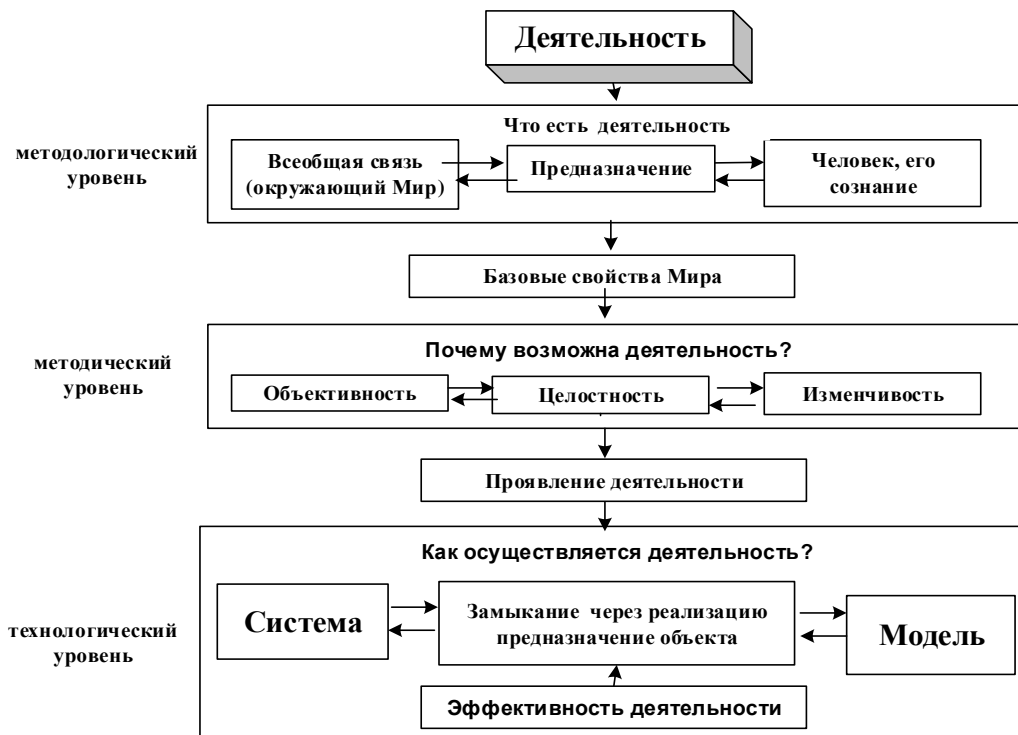 Деятельность
Что есть деятельность
методологический
уровень
Всеобщая связь
(окружающий Мир)
Предназначение
Человек, его
сознание
Базовые свойства Мира
методический
уровень
Почему возможна деятельность?
Объективность
Целостность
Изменчивость
Проявление деятельности
Как осуществляется деятельность?
технологический
уровень
Система
Замыкание через реализацию
предназначение объекта
Модель
Эффективность деятельности